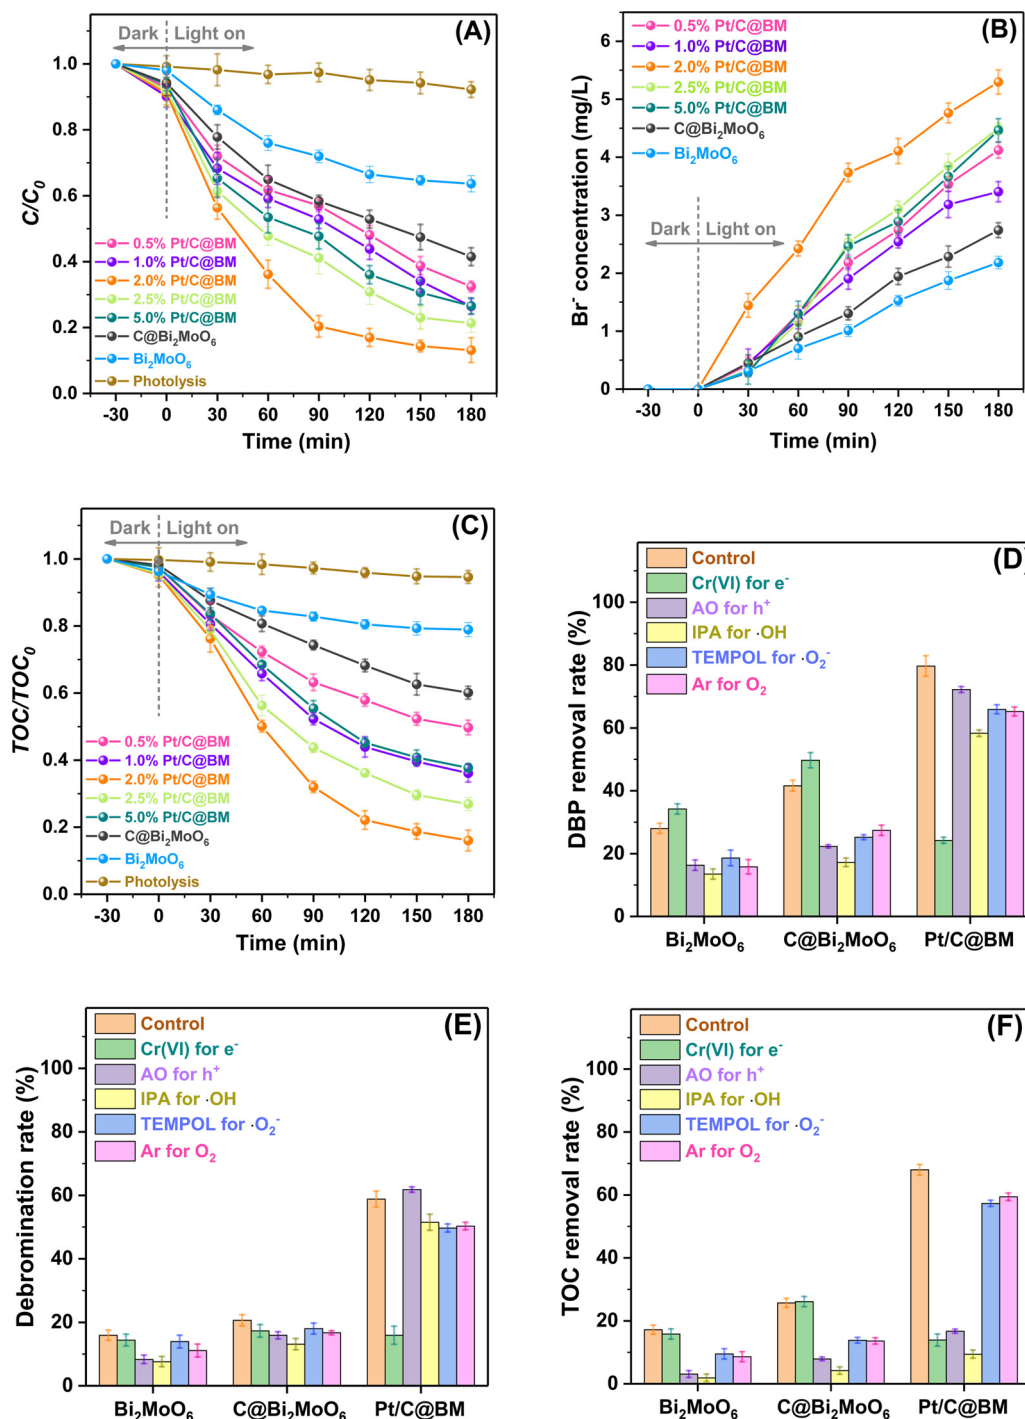 (A)
Dark
Light on
C/C0
1.0
0.8
0.6
0.4
0.2
0.0
0.5% Pt/C@BM
1.0% Pt/C@BM
2.0% Pt/C@BM
2.5% Pt/C@BM
5.0% Pt/C@BM
C@Bi2MoO6
Bi2MoO6
Photolysis
-30 0 30 60 90 120 150 180
Time (min)
(B)
0.5% Pt/C@BM
1.0% Pt/C@BM
2.0% Pt/C@BM
2.5% Pt/C@BM
5.0% Pt/C@BM
C@Bi2MoO6
Bi2MoO6
Br- concentration (mg/L)
6
5
4
3
2
1
0
Dark
Light on
-30 0 30 60 90 120 150 180
Time (min)
(C)
Dark
Light on
TOC/TOC0
1.0
0.8
0.6
0.4
0.2
0.0
0.5% Pt/C@BM
1.0% Pt/C@BM
2.0% Pt/C@BM
2.5% Pt/C@BM
5.0% Pt/C@BM
C@Bi2MoO6
Bi2MoO6
Photolysis
-30 0 30 60 90 120 150 180
Time (min)
(D)
Control
Cr(VI) for e-
AO for h+
IPA for ·OH
TEMPOL for ·O2-
Ar for O2
DBP removal rate (%)
100
80
60
40
20
0
Bi2MoO6 C@Bi2MoO6 Pt/C@BM
(E)
Control
Cr(VI) for e-
AO for h+
IPA for ·OH
TEMPOL for ·O2-
Ar for O2
Debromination rate (%)
100
80
60
40
20
0
Bi2MoO6 C@Bi2MoO6 Pt/C@BM
(F)
Control
Cr(VI) for e-
AO for h+
IPA for ·OH
TEMPOL for ·O2-
Ar for O2
TOC removal rate (%)
100
80
60
40
20
0
Bi2MoO6 C@Bi2MoO6 Pt/C@BM